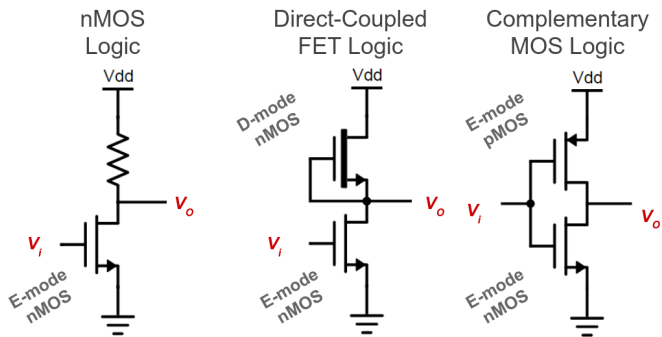 nMOS
Logic
Direct-Coupled
FET Logic
Complementary
MOS Logic
Vdd
Vdd
Vdd
D-mode
nMOS
E-mode
pMOS
Vo
Vo
Vi
Vi
Vi
Vo
E-mode
nMOS
E-mode
nMOS
E-mode
nMOS